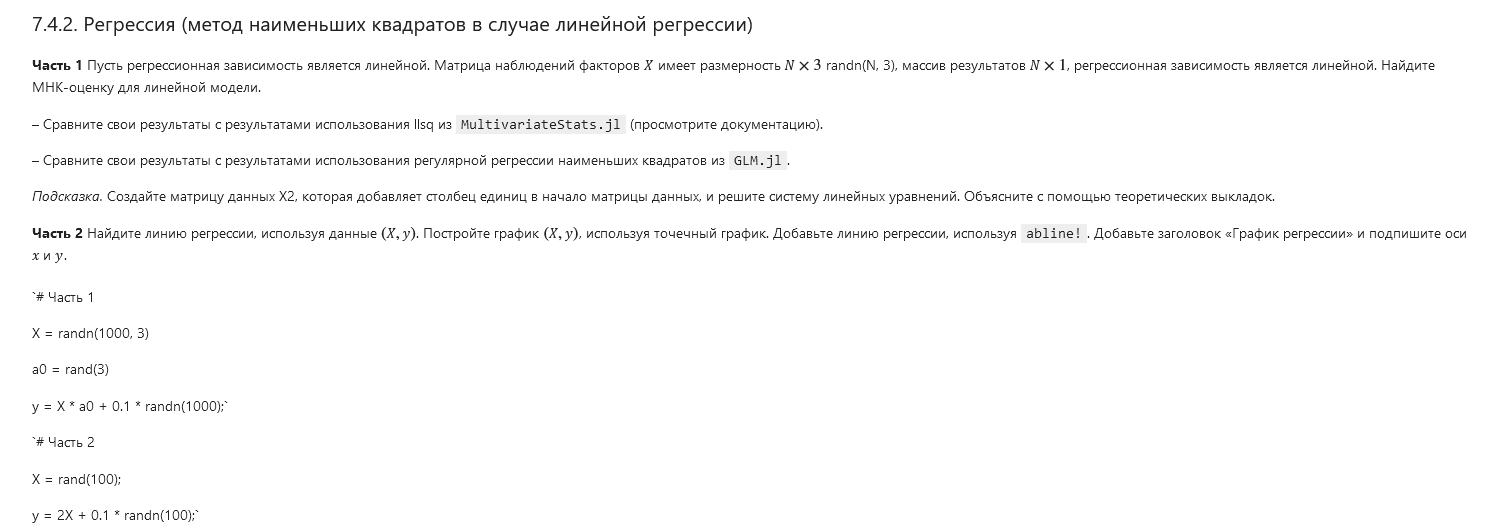 7.4.2. Регрессия (метод наименьших квадратов в случае линейной регрессии)
Часть 1 Пусть регрессионная зависимость является линейной. Матрица наблюдений факторов X имеет размерность N × 3 randn(N, 3), массив результатов N × 1, регрессионная зависимость является линейной. Найдите
МНК-оценку для линейной модели.
– Сравните свои результаты с результатами использования llsq из MultivariateStats.jl (просмотрите документацию).
– Сравните свои результаты с результатами использования регулярной регрессии наименьших квадратов из GLM.jl .
Подсказка. Создайте матрицу данных X2, которая добавляет столбец единиц в начало матрицы данных, и решите систему линейных уравнений. Объясните с помощью теоретических выкладок.
Часть 2 Найдите линию регрессии, используя данные (X, y). Постройте график (X, y), используя точечный график. Добавьте линию регрессии, используя abline! . Добавьте заголовок «График регрессии» и подпишите оси
x и y.
`# Часть 1
X = randn(1000, 3)
a0 = rand(3)
y = X * a0 + 0.1 * randn(1000);`
`# Часть 2
X = rand(100);
y = 2X + 0.1 * randn(100);`